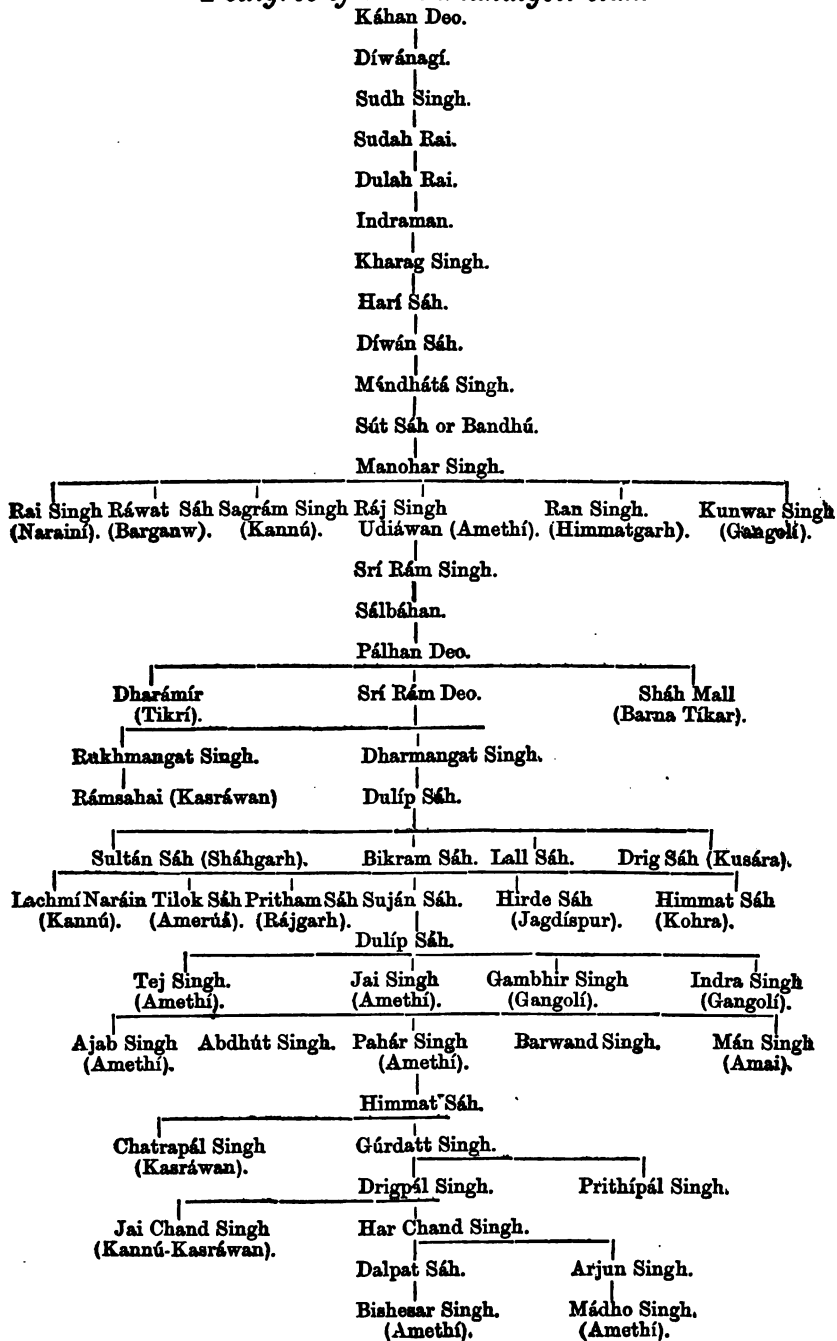 Káhan Deo.
Díwánagí.
Sudh Singh.
Sudah Rai.
Dulah Rai.
Indraman.
Kharag Singh.
Harí Sáh.
Díwán Sáh.
Mándhátá Singh.
Sút Sáh or Bandhú.
Manohar Singh.
Rai Singh Ráwat Sáh Sagrám Singh Ráj Singh Ran Singh. Kunwar Singh
(Narainí). (Barganw). (Kannú). Udiáwan (Amethí). (Himmatgarh). (Gangolí).
Srí Rám Singh.
Sálbáhan.
Pálhan Deo.
Dharámír Srí Rám Deo. Sháh Mall
(Tikrí). (Barna Tíkar).
Rukhmangat Singh. Dharmangat Singh.
Rámsahai (Kasráwan) Dulíp Sáh.
Sultán Sáh (Sháhgarh). Bikram Sáh. Lall Sáh. Drig Sáh (Kusára).
Lachmí Naráin Tilok Sáh Pritham Sáh Suján Sáh. Hirde Sáh Himmat Sáh
(Kannú). (Amerúá). (Rájgarh). (Jagdíspur). (Kohra).
Dulíp Sáh.
Tej Singh. Jai Singh Gambhir Singh Indra Singh
(Amethí). (Amethí). (Gangolí). (Gangolí).
Ajab Singh Abdhút Singh. Pahár Singh Barwand Singh. Mán Singh
(Amethí). (Amethí). (Amai).
Himmat Sáh.
Chatrapál Singh Gúrdatt Singh.
(Kasráwan).
Drigpál Singh. Prithípál Singh.
Jai Chand Singh Har Chand Singh.
(Kannú-Kasráwan).
Dalpat Sáh. Arjun Singh.
Bishesar Singh. Mádho Singh.
(Amethí). (Amethí).